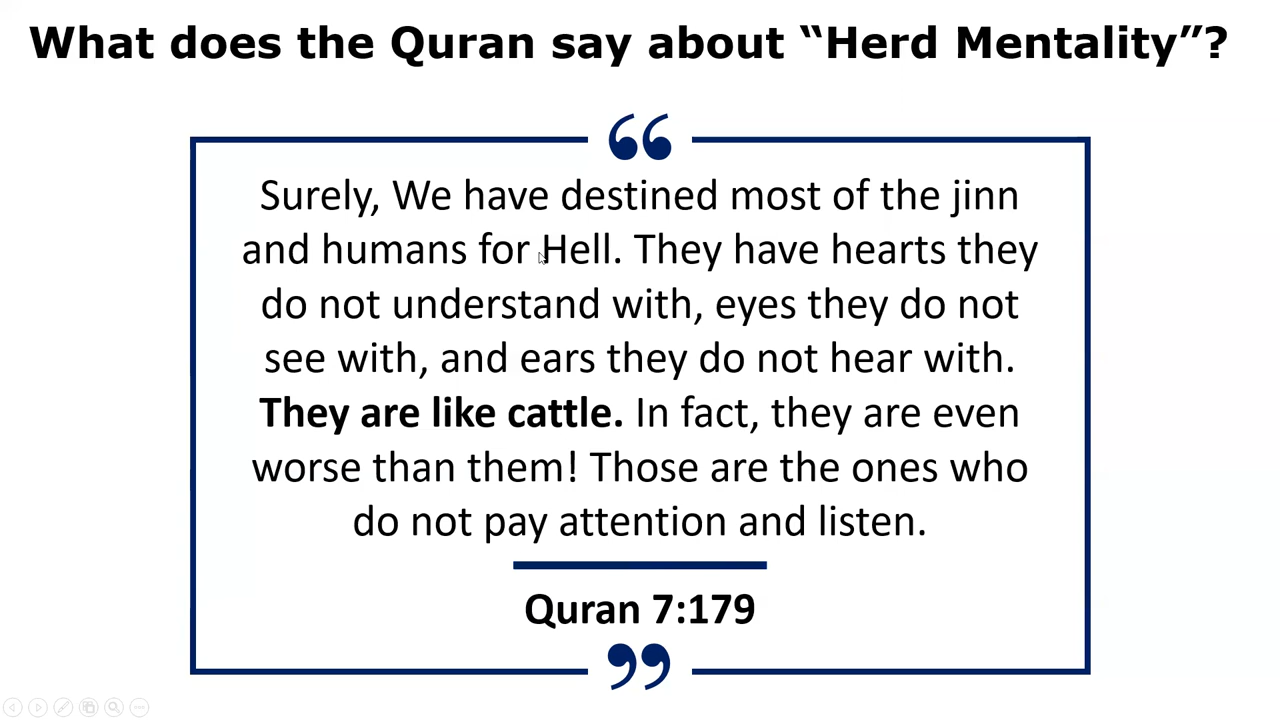 What does the Quran say about “Herd Mentality”?
“
Surely, We have destined most of the jinn
and humans for Hell. They have hearts they
do not understand with, eyes they do not
see with, and ears they do not hear with.
They are like cattle. In fact, they are even
worse than them! Those are the ones who
do not pay attention and listen.
Quran 7:179
”